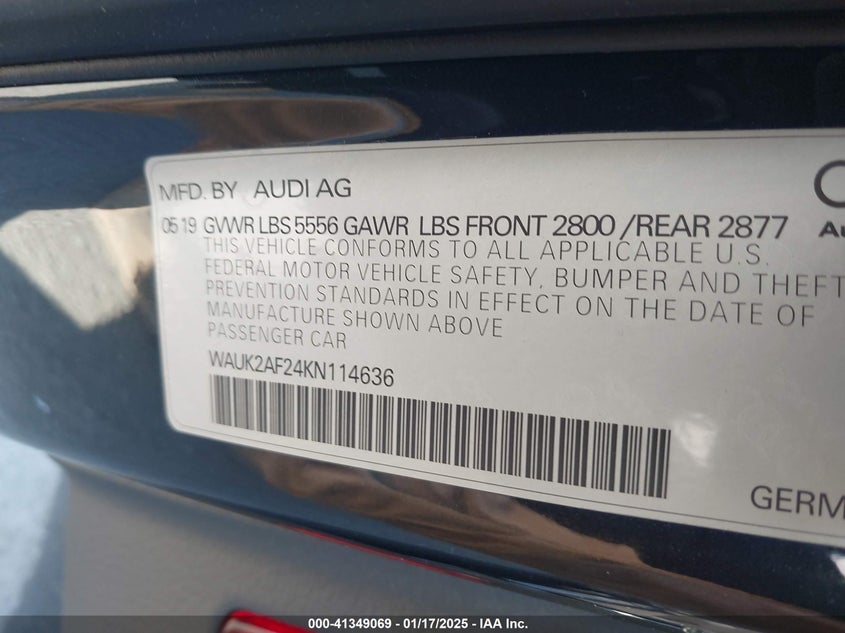 MFD. BY AUDI AG
05 19 GVWR LBS 5556 GAWR LBS FRONT 2800 /REAR 2877
THIS VEHICLE CONFORMS TO ALL APPLICABLE U.S.
FEDERAL MOTOR VEHICLE SAFETY, BUMPER AND THEFT
PREVENTION STANDARDS IN EFFECT ON THE DATE OF
MANUFACTURE SHOWN ABOVE
PASSENGER CAR
WAUK2AF24KN114636
000-41349069 | 01/17/2025 - IAA Inc.